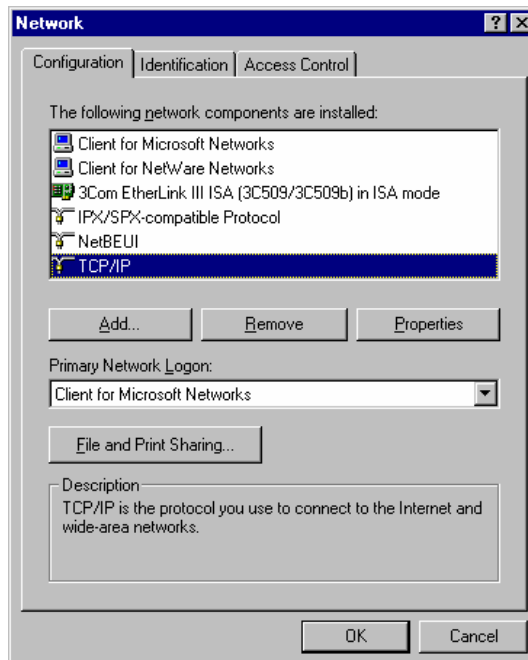 Network
Configuration
Identification
Access Control
The following network components are installed:
Client for Microsoft Networks
Client for NetWare Networks
3Com EtherLink III ISA (3C509/3C509b) in ISA mode
IPX/SPX-compatible Protocol
NetBEUI
TCP/IP
Add...
Remove
Properties
Primary Network Logon:
Client for Microsoft Networks
File and Print Sharing...
Description
TCP/IP is the protocol you use to connect to the Internet and
wide-area networks.
OK
Cancel